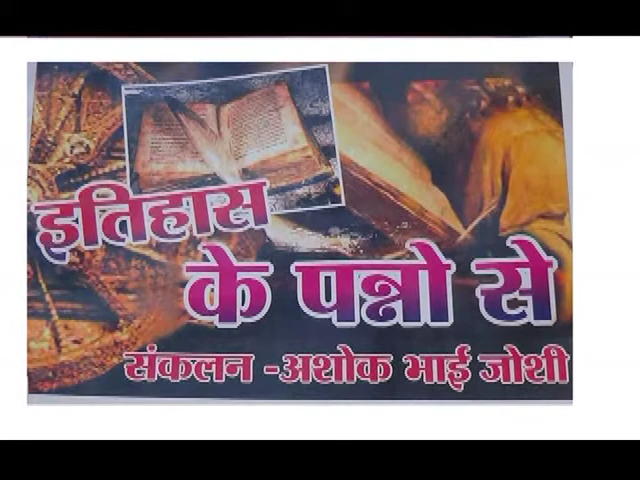 इतिहास
के पन्नो से
संकलन -अशोक भाई जोशी